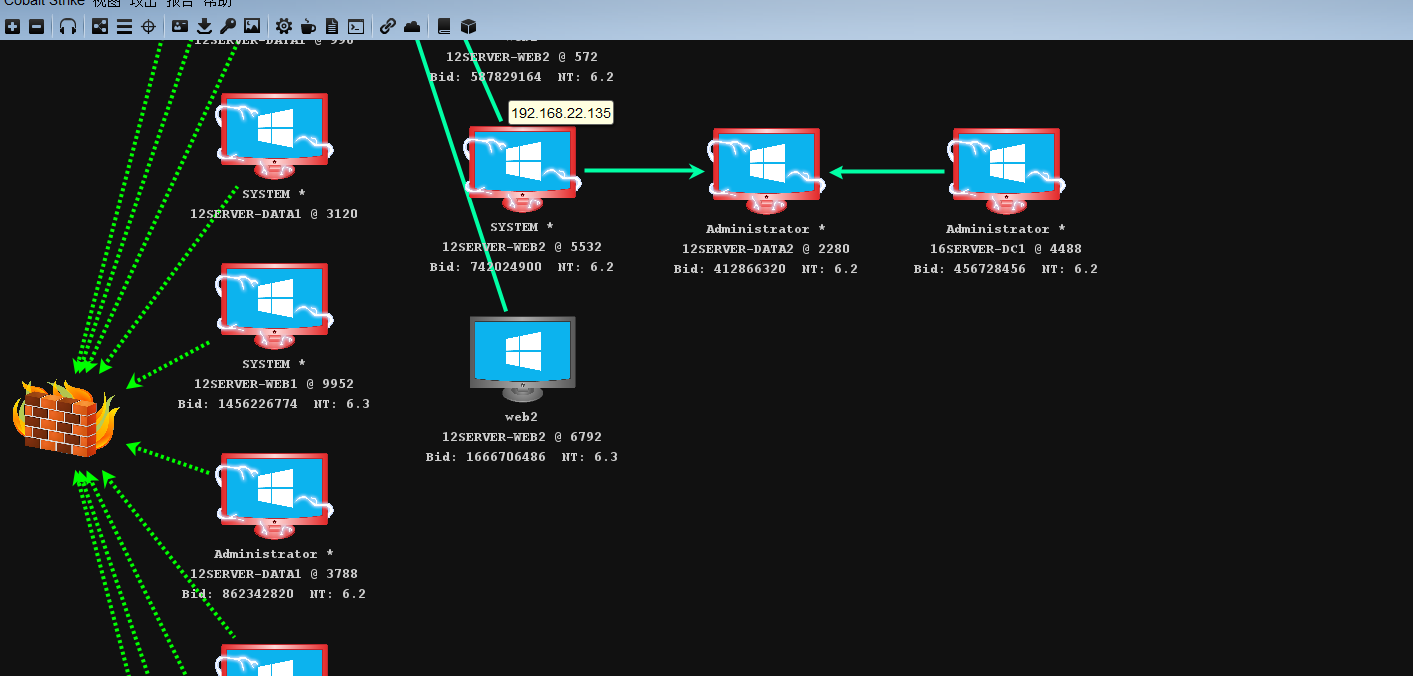 Cobalt Strike 视图 攻击 报告 帮助
12SERVER-DATA1 @ 996
SYSTEM *
12SERVER-DATA1 @ 3120
SYSTEM *
12SERVER-WEB1 @ 9952
Bid: 1456226774 NT: 6.3
Administrator *
12SERVER-DATA1 @ 3788
Bid: 862342820 NT: 6.2
12SERVER-WEB2 @ 572
Bid: 587829164 NT: 6.2
192.168.22.135
SYSTEM *
12SERVER-WEB2 @ 5532
Bid: 742024900 NT: 6.2
web2
12SERVER-WEB2 @ 6792
Bid: 1666706486 NT: 6.3
Administrator *
12SERVER-DATA2 @ 2280
Bid: 412866320 NT: 6.2
Administrator *
16SERVER-DC1 @ 4488
Bid: 456728456 NT: 6.2